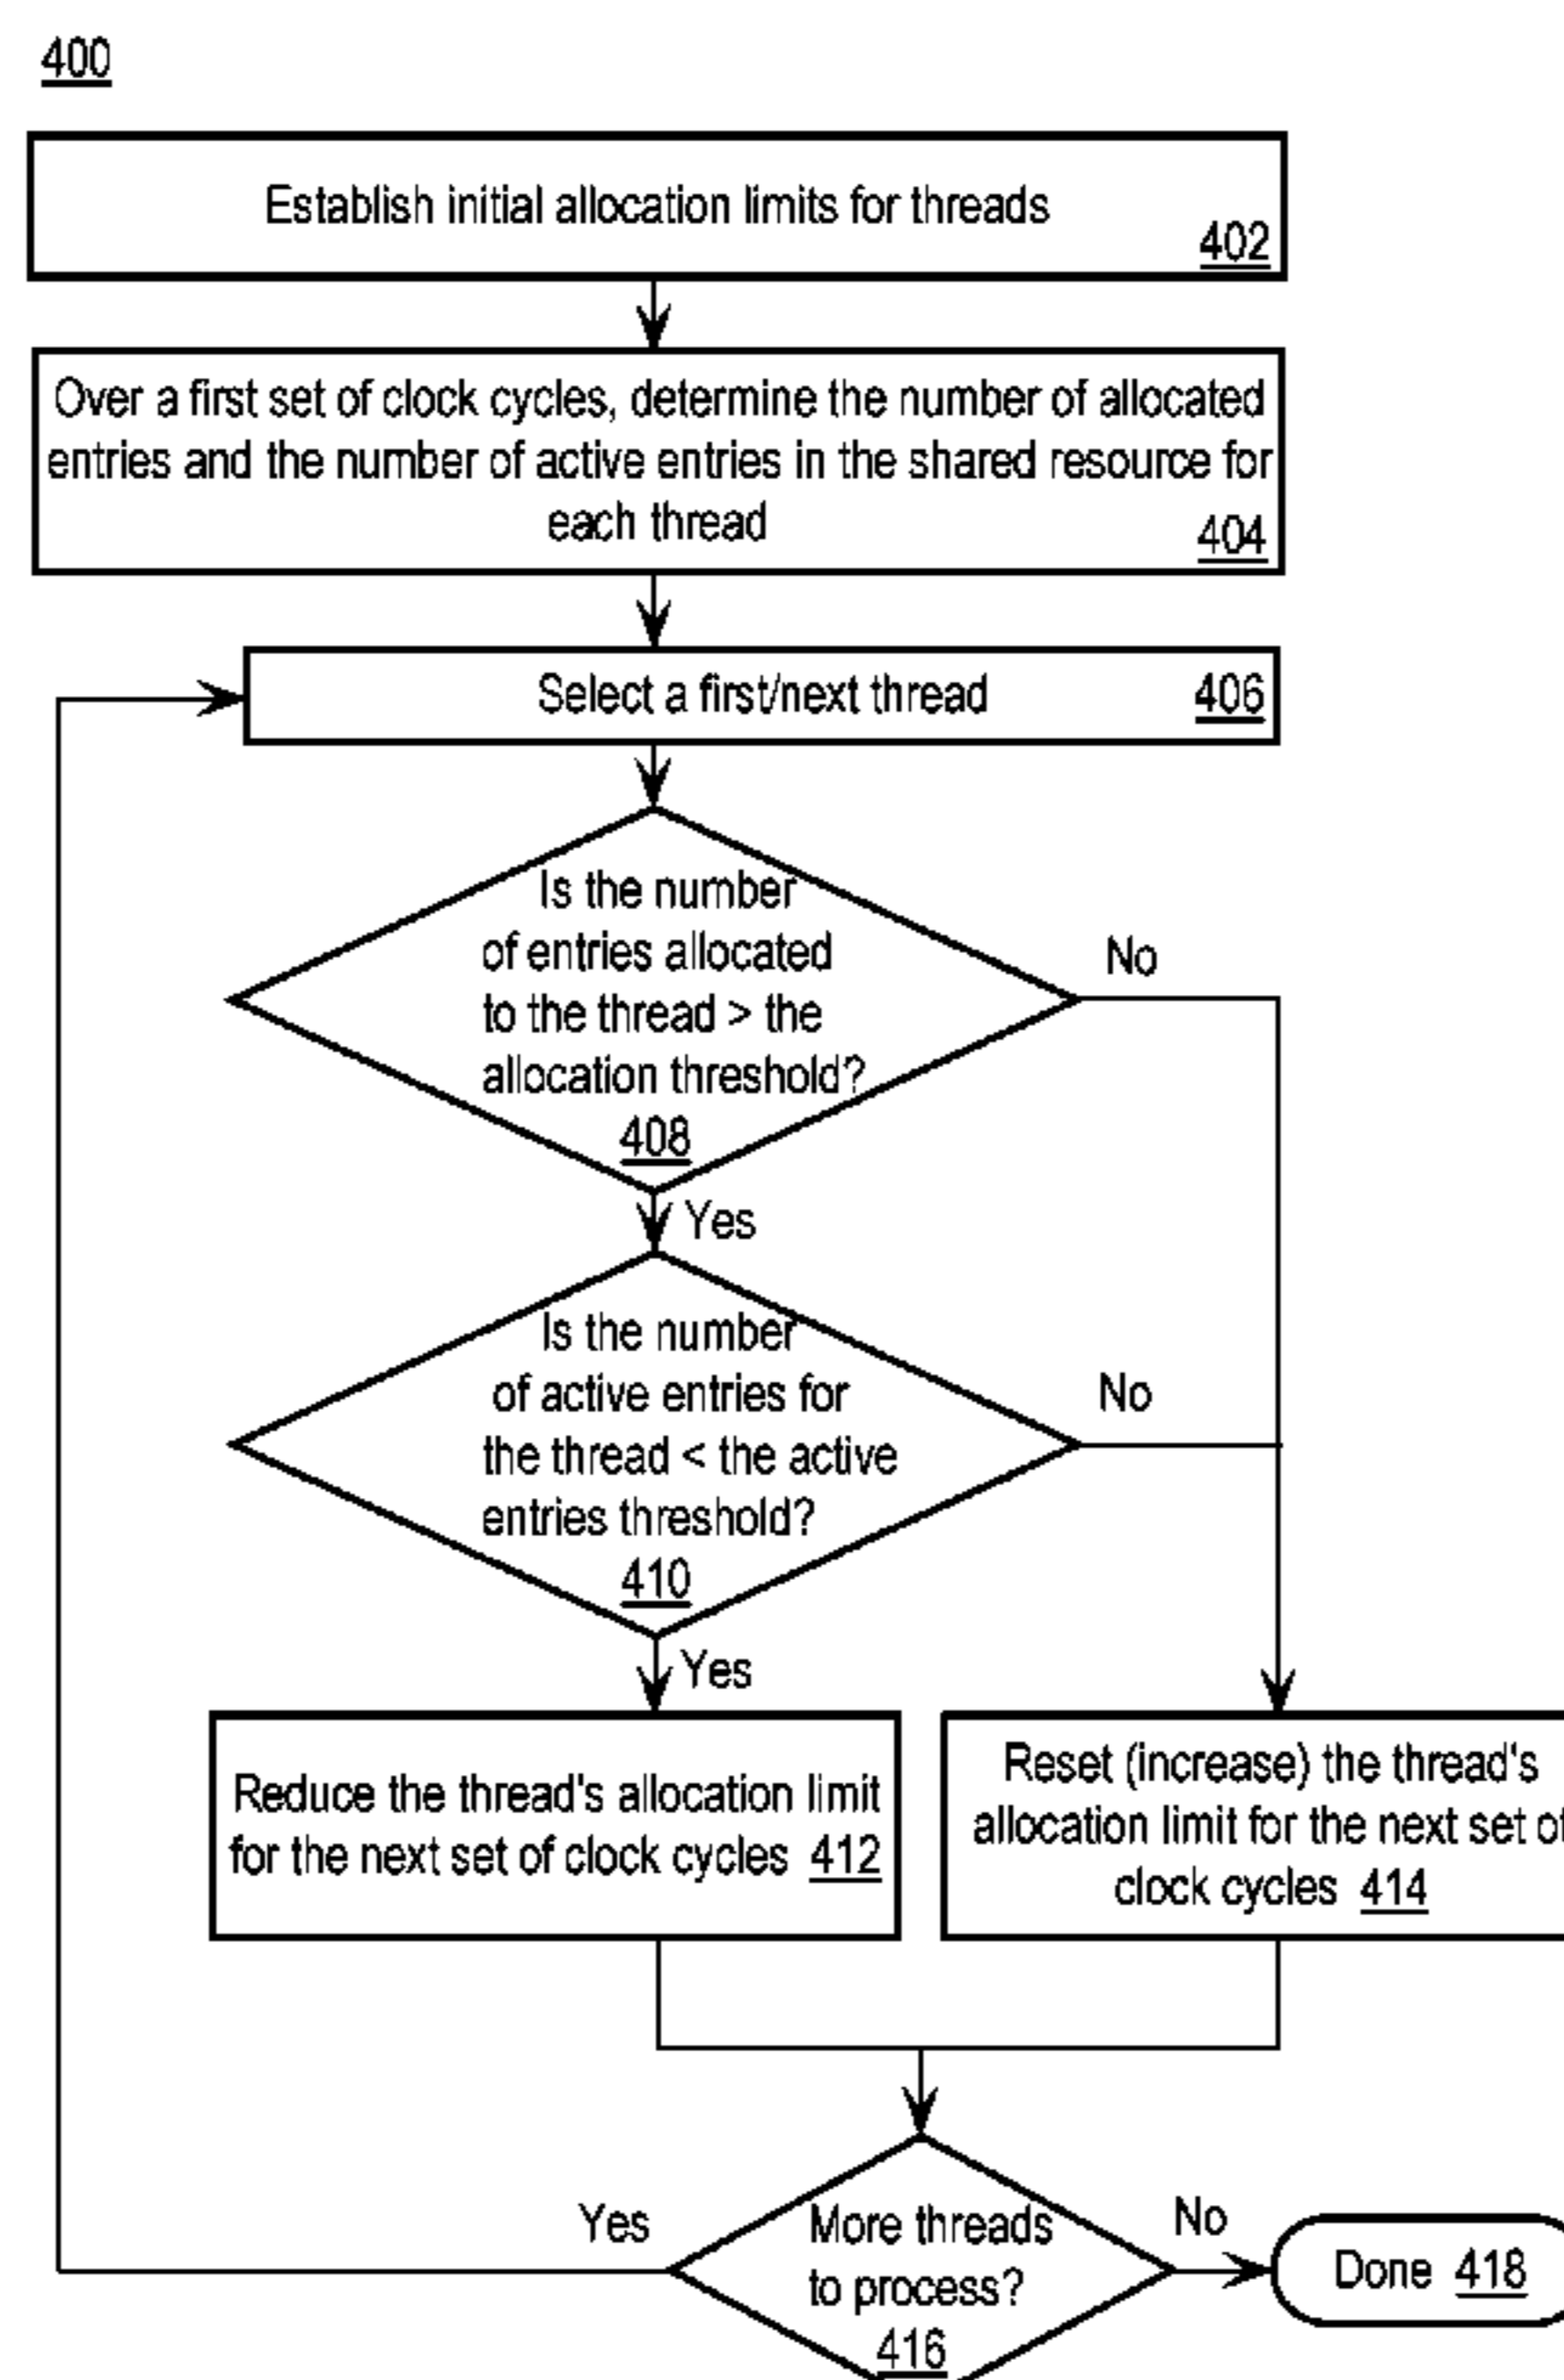 400
Establish initial allocation limits for threads
402
Over a first set of clock cycles, determine the number of allocated
entries and the number of active entries in the shared resource for
each thread
404
Select a first/next thread 406
Is the number
of entries allocated
to the thread > the
allocation threshold?
408
No
Yes
Is the number
of active entries for
the thread < the active
entries threshold?
410
No
Yes
Reduce the thread's allocation limit
for the next set of clock cycles 412
Reset (increase) the thread's
allocation limit for the next set of
clock cycles 414
Yes
More threads
to process?
416
No
Done 418